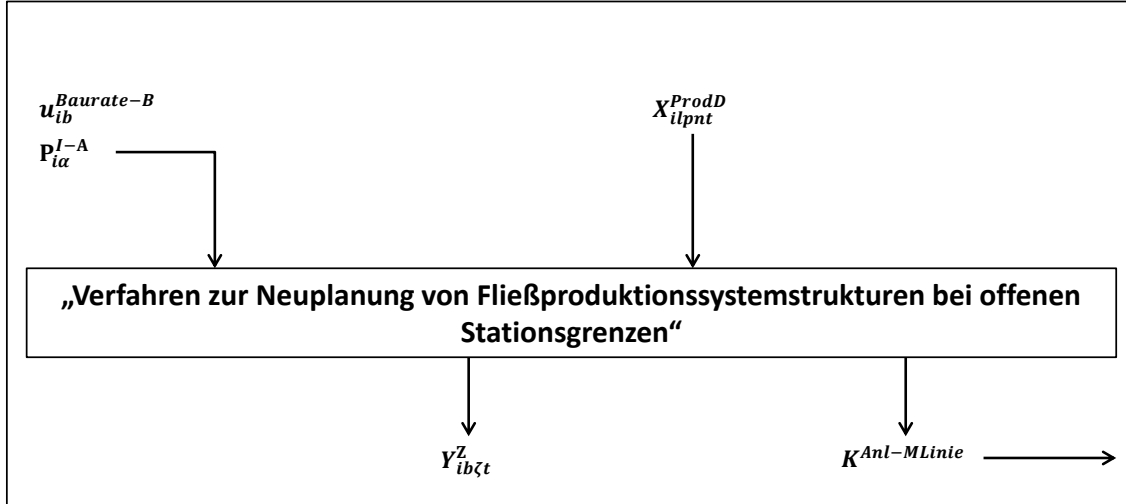 u_{ib}^{Baurate-B}
X_{ilpnt}^{ProdD}
P_{iα}^{I-A}
„Verfahren zur Neuplanung von Fließproduktionssystemstrukturen bei offenen
Stationsgrenzen“
Y_{ibζt}^{Z}
K^{Anl-MLinie}